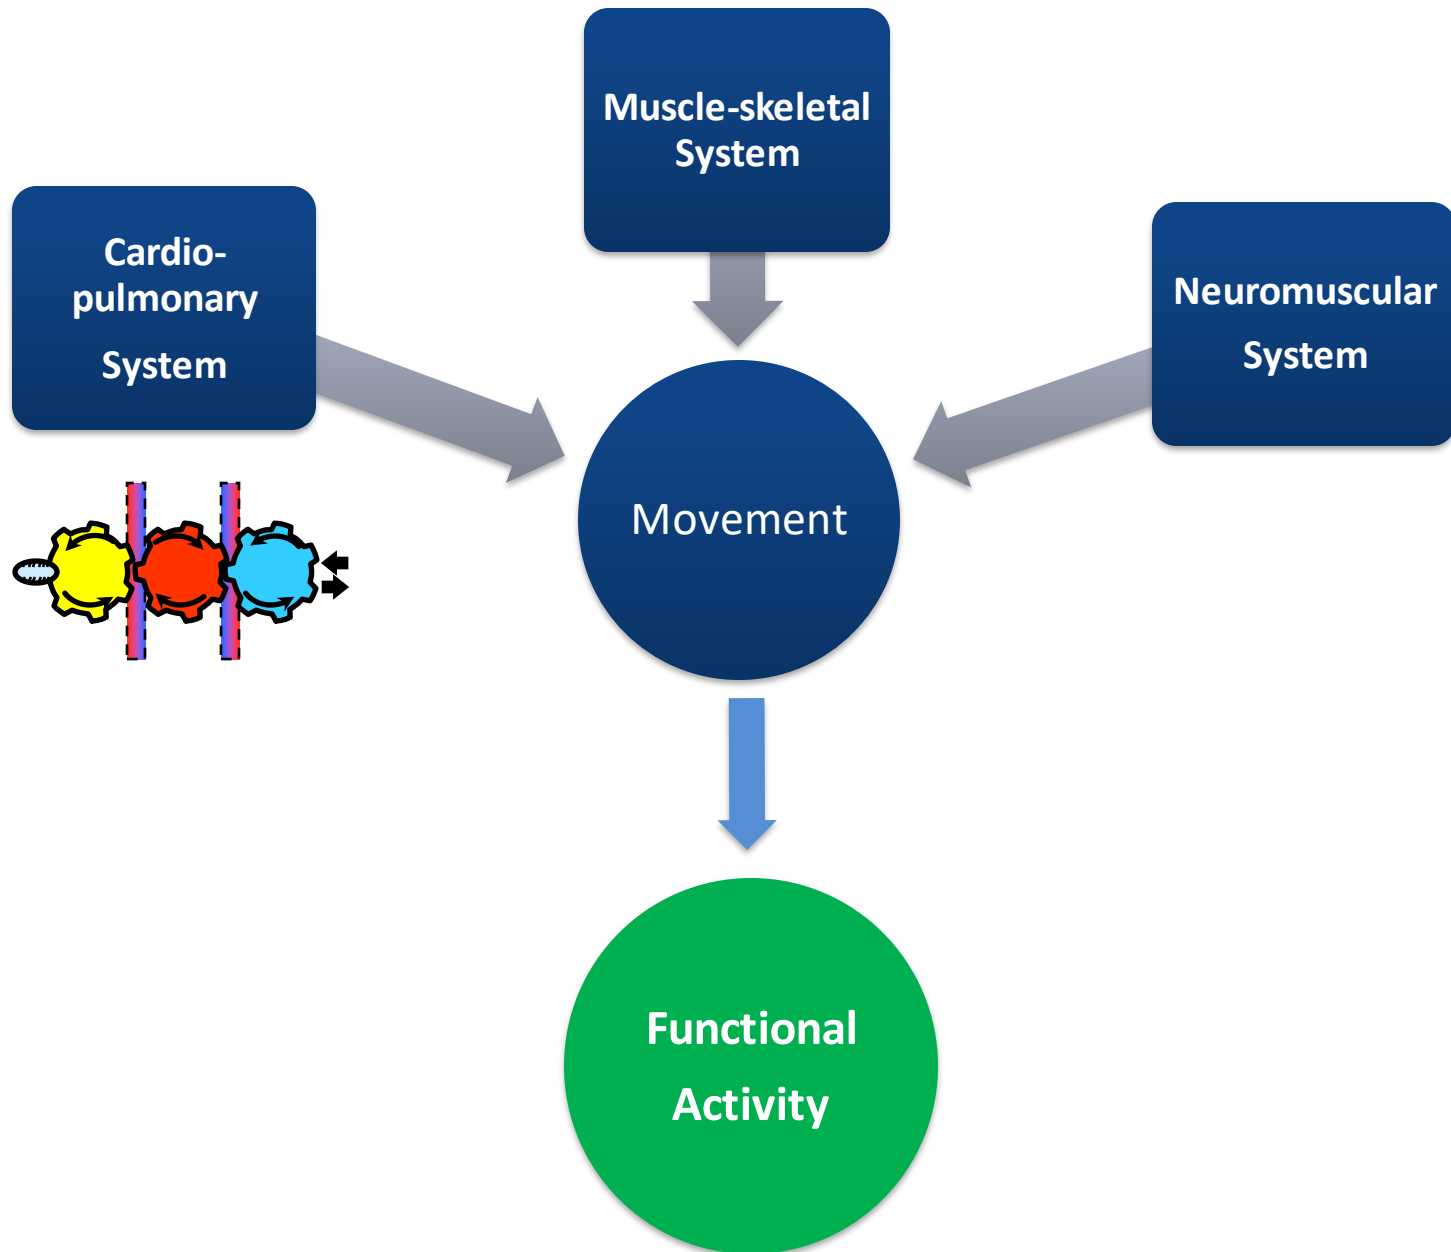 Muscle-skeletal
System
Cardio-
pulmonary
System
Neuromuscular
System
Movement
Functional
Activity